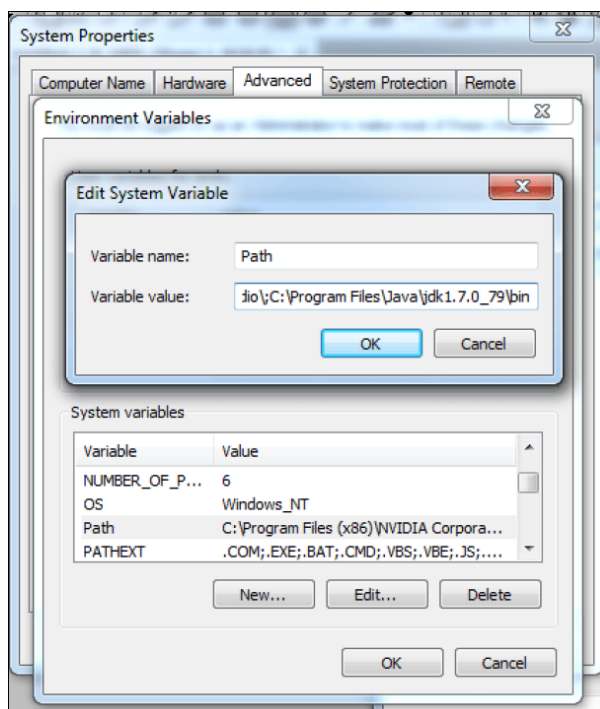 System Properties
Computer Name Hardware Advanced System Protection Remote
Environment Variables
Edit System Variable
Variable name: Path
Variable value: dio\;C:\Program Files\Java\jdk1.7.0_79\bin
OK Cancel
System variables
Variable Value
NUMBER_OF_P... 6
OS Windows_NT
Path C:\Program Files (x86)\NVIDIA Corpora...
PATHEXT .COM;.EXE;.BAT;.CMD;.VBS;.VBE;.JS;....
New... Edit... Delete
OK Cancel